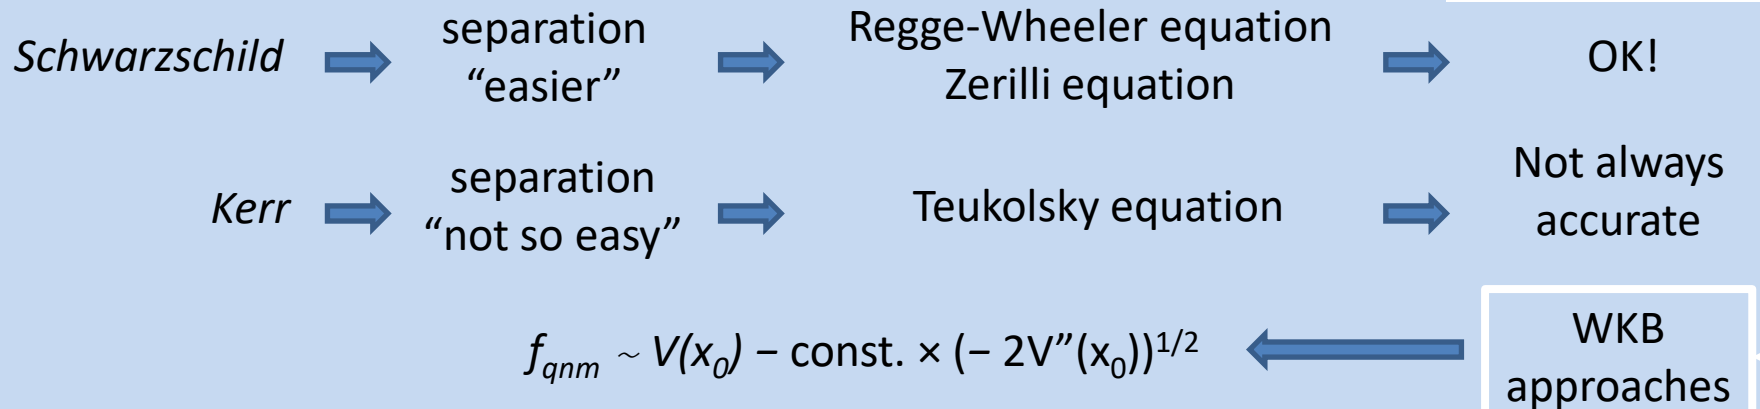 Schwarzschild
separation
“easier”
Regge-Wheeler equation
Zerilli equation
OK!
Kerr
separation
“not so easy”
Teukolsky equation
Not always
accurate
f_qnm ~ V(x_0) − const. × (− 2V”(x_0))^1/2
WKB
approaches